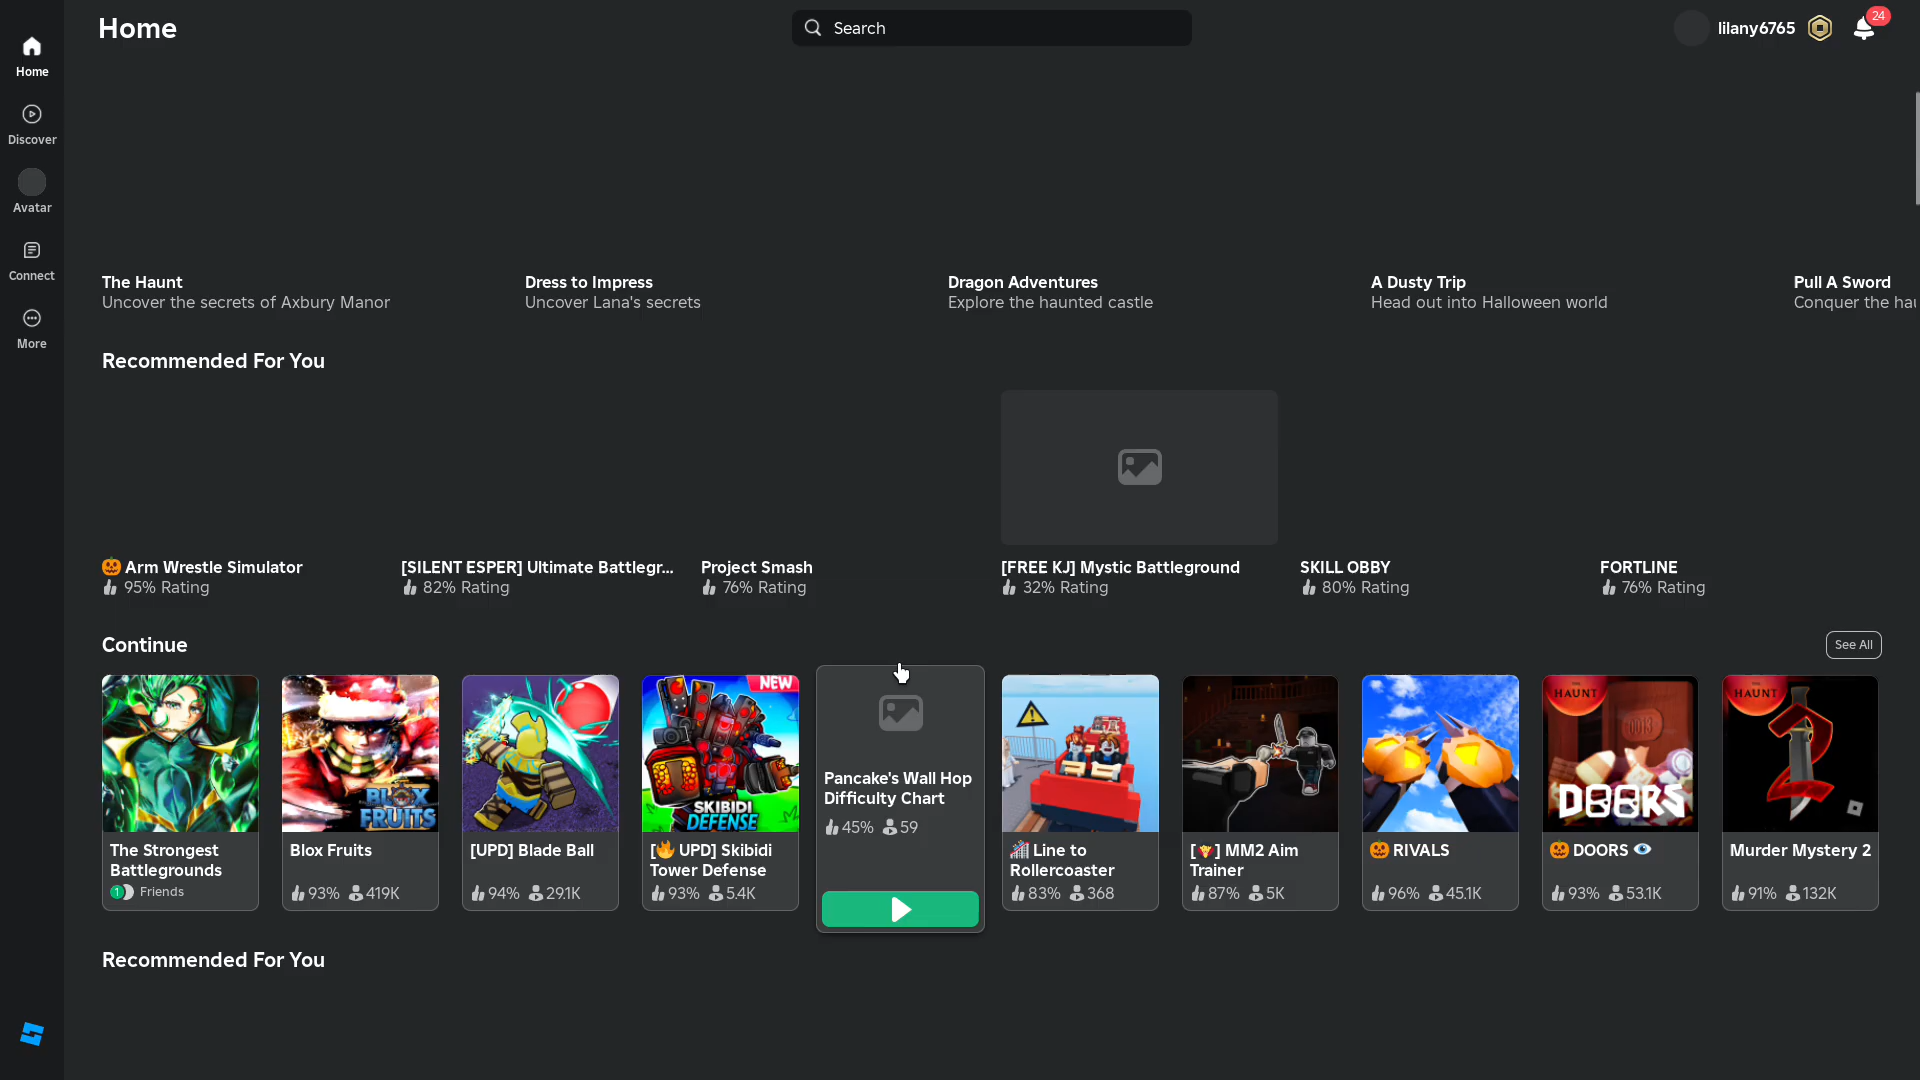 Home
Search
lilany6765
24
Home
Discover
Avatar
Connect
More
The Haunt
Uncover the secrets of Axbury Manor
Dress to Impress
Uncover Lana's secrets
Dragon Adventures
Explore the haunted castle
A Dusty Trip
Head out into Halloween world
Pull A Sword
Conquer the hau
Recommended For You
🎃 Arm Wrestle Simulator
95% Rating
[SILENT ESPER] Ultimate Battlegr...
82% Rating
Project Smash
76% Rating
[FREE KJ] Mystic Battleground
32% Rating
SKILL OBBY
80% Rating
FORTLINE
76% Rating
Continue
See All
The Strongest
Battlegrounds
1 Friends
BLOX
FRUITS
Blox Fruits
93% 419K
[UPD] Blade Ball
94% 29.1K
NEW
SKIBIDI
DEFENSE
[🔥 UPD] Skibidi
Tower Defense
93% 5.4K
Pancake's Wall Hop
Difficulty Chart
45% 59
🎢 Line to
Rollercoaster
83% 368
[🦃] MM2 Aim
Trainer
87% 5K
🎃 RIVALS
96% 45.1K
THE
HAUNT
DOORS
🎃 DOORS 👁️
93% 53.1K
THE
HAUNT
2
Murder Mystery 2
91% 132K
Recommended For You